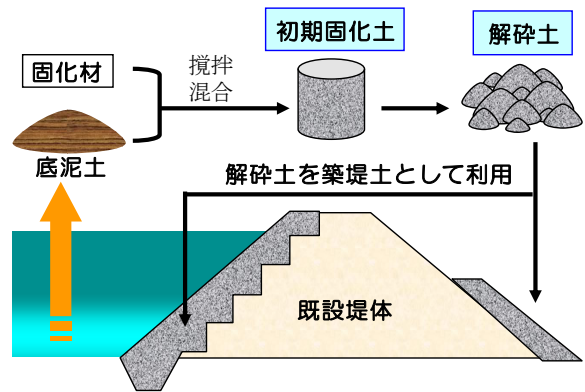 初期固化土
解砕土
固化材
撹拌
混合
底泥土
解砕土を築堤土として利用
既設堤体